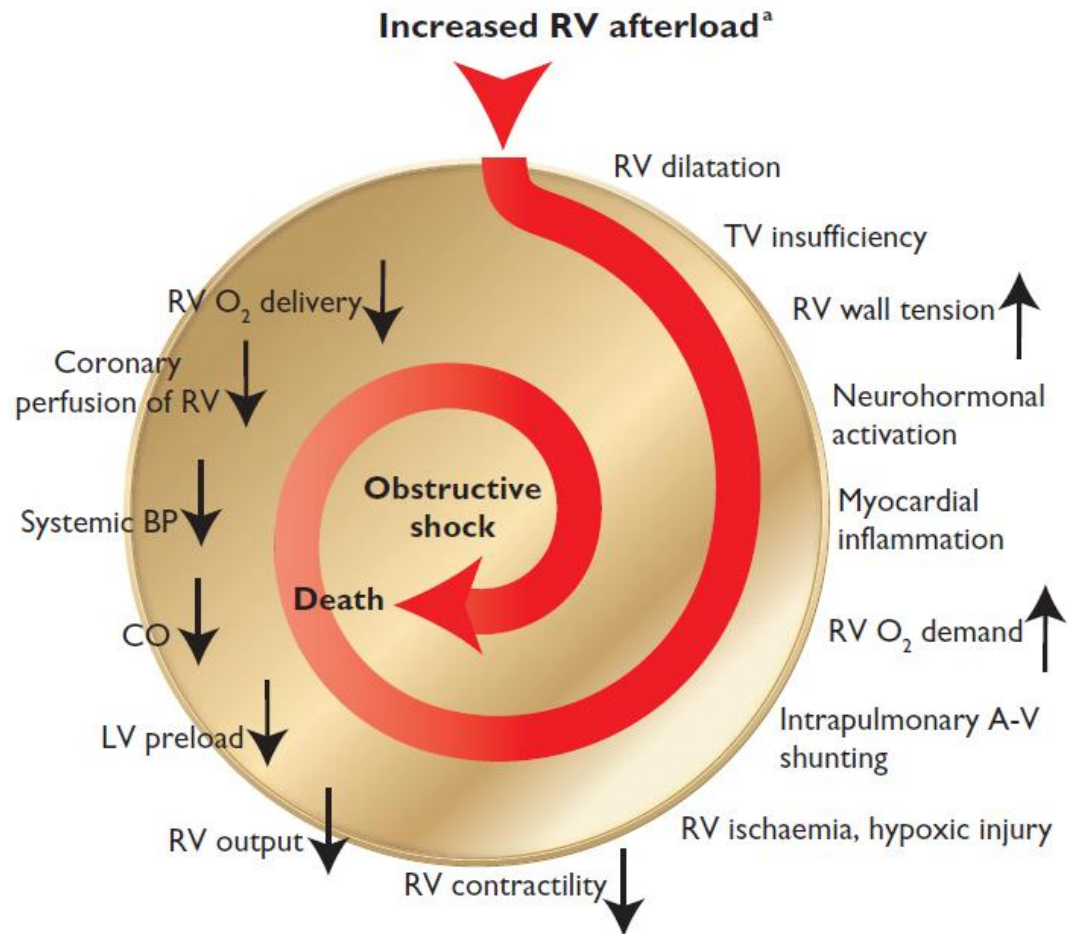 Increased RV afterloadᵃ
RV dilatation
TV insufficiency
RV wall tension
Neurohormonal
activation
Myocardial
inflammation
RV O₂ demand
Intrapulmonary A-V
shunting
RV ischaemia, hypoxic injury
RV contractility
RV output
LV preload
CO
Systemic BP
Coronary
perfusion of RV
RV O₂ delivery
Obstructive
shock
Death